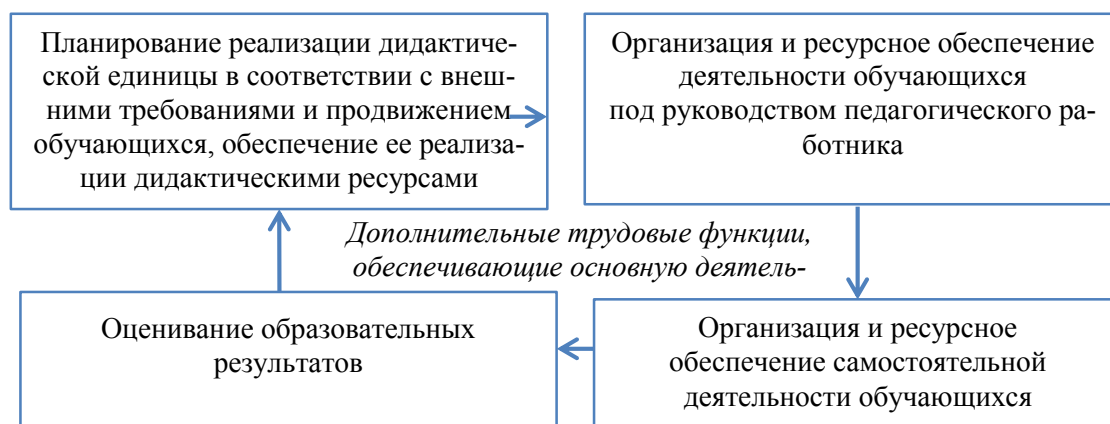 Планирование реализации дидактиче-
ской единицы в соответствии с внеш-
ними требованиями и продвижением
обучающихся, обеспечение ее реализа-
ции дидактическими ресурсами
Организация и ресурсное обеспечение
деятельности обучающихся
под руководством педагогического ра-
ботника
Дополнительные трудовые функции,
обеспечивающие основную деятель-
Оценивание образовательных
результатов
Организация и ресурсное
обеспечение самостоятельной
деятельности обучающихся